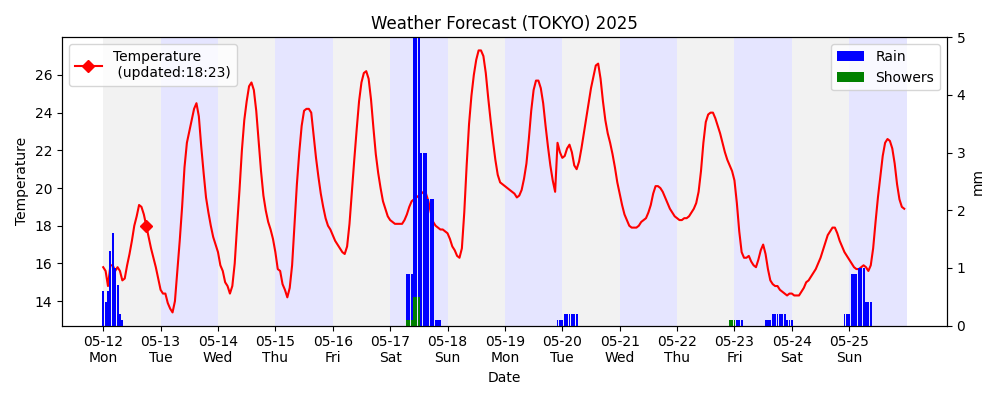 Weather Forecast (TOKYO) 2025
Temperature
(updated:18:23)
Rain
Showers
Temperature
26
24
22
20
18
16
14
5
4
3
2
1
0
mm
05-12 05-13 05-14 05-15 05-16 05-17 05-18 05-19 05-20 05-21 05-22 05-23 05-24 05-25
Mon Tue Wed Thu Fri Sat Sun Mon Tue Wed Thu Fri Sat Sun
Date